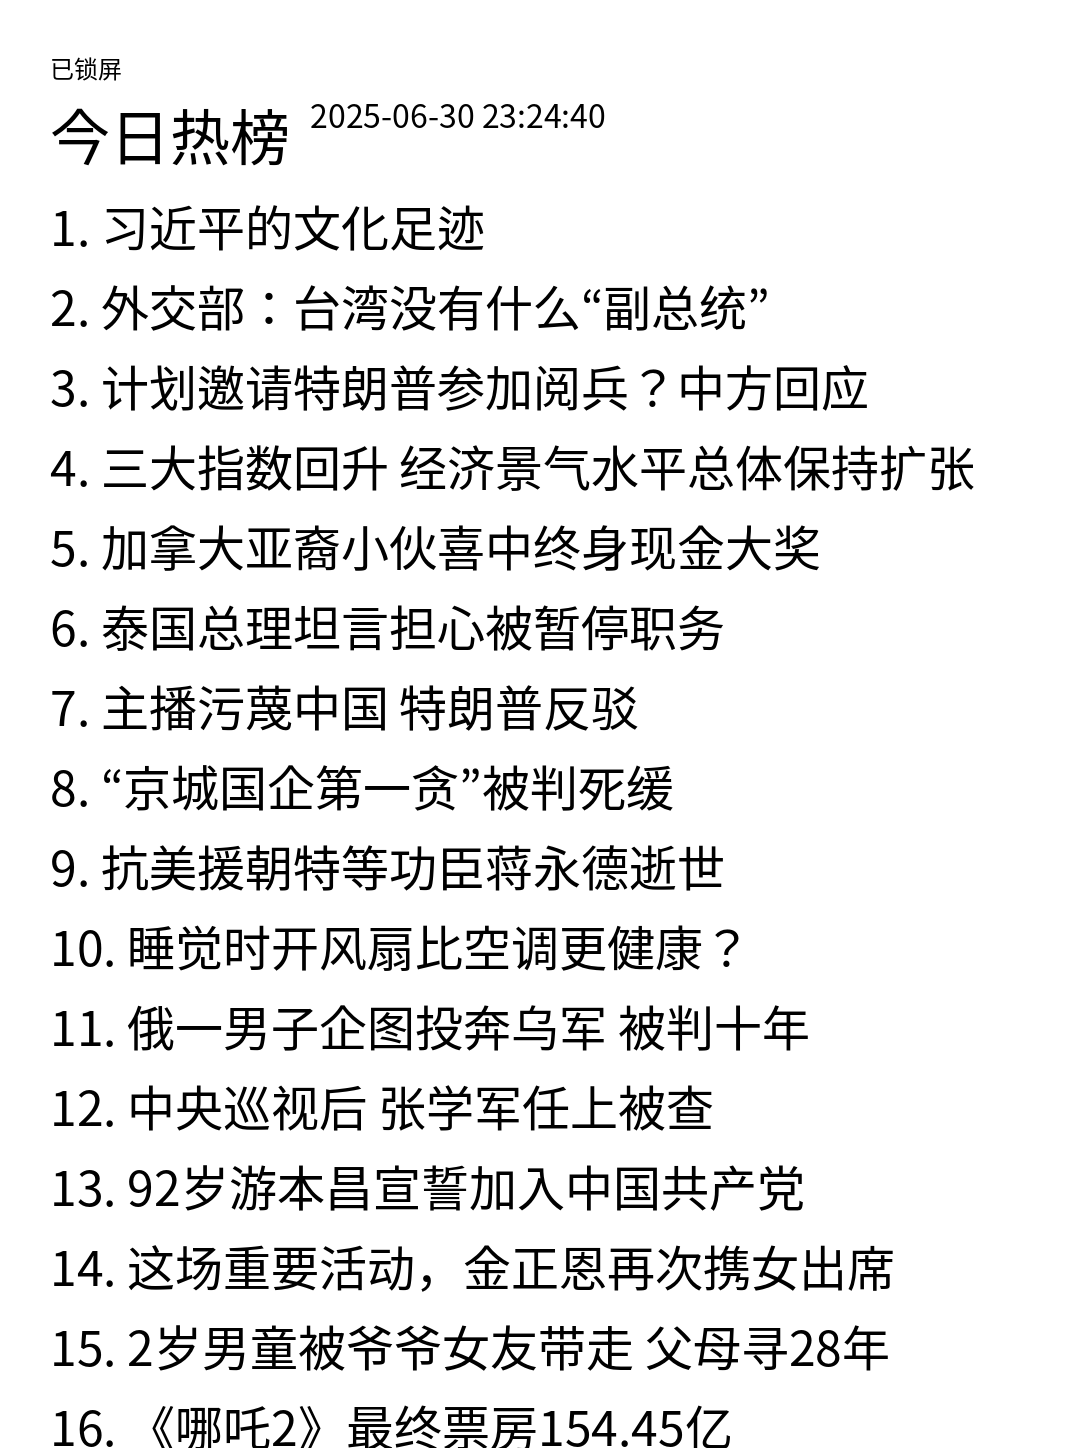 已锁屏
今日热榜 2025-06-30 23:24:40
1. 习近平的文化足迹
2. 外交部：台湾没有什么“副总统”
3. 计划邀请特朗普参加阅兵？中方回应
4. 三大指数回升 经济景气水平总体保持扩张
5. 加拿大亚裔小伙喜中终身现金大奖
6. 泰国总理坦言担心被暂停职务
7. 主播污蔑中国 特朗普反驳
8. “京城国企第一贪”被判死缓
9. 抗美援朝特等功臣蒋永德逝世
10. 睡觉时开风扇比空调更健康？
11. 俄一男子企图投奔乌军 被判十年
12. 中央巡视后 张学军任上被查
13. 92岁游本昌宣誓加入中国共产党
14. 这场重要活动，金正恩再次携女出席
15. 2岁男童被爷爷女友带走 父母寻28年
16. 《哪吒2》最终票房154.45亿